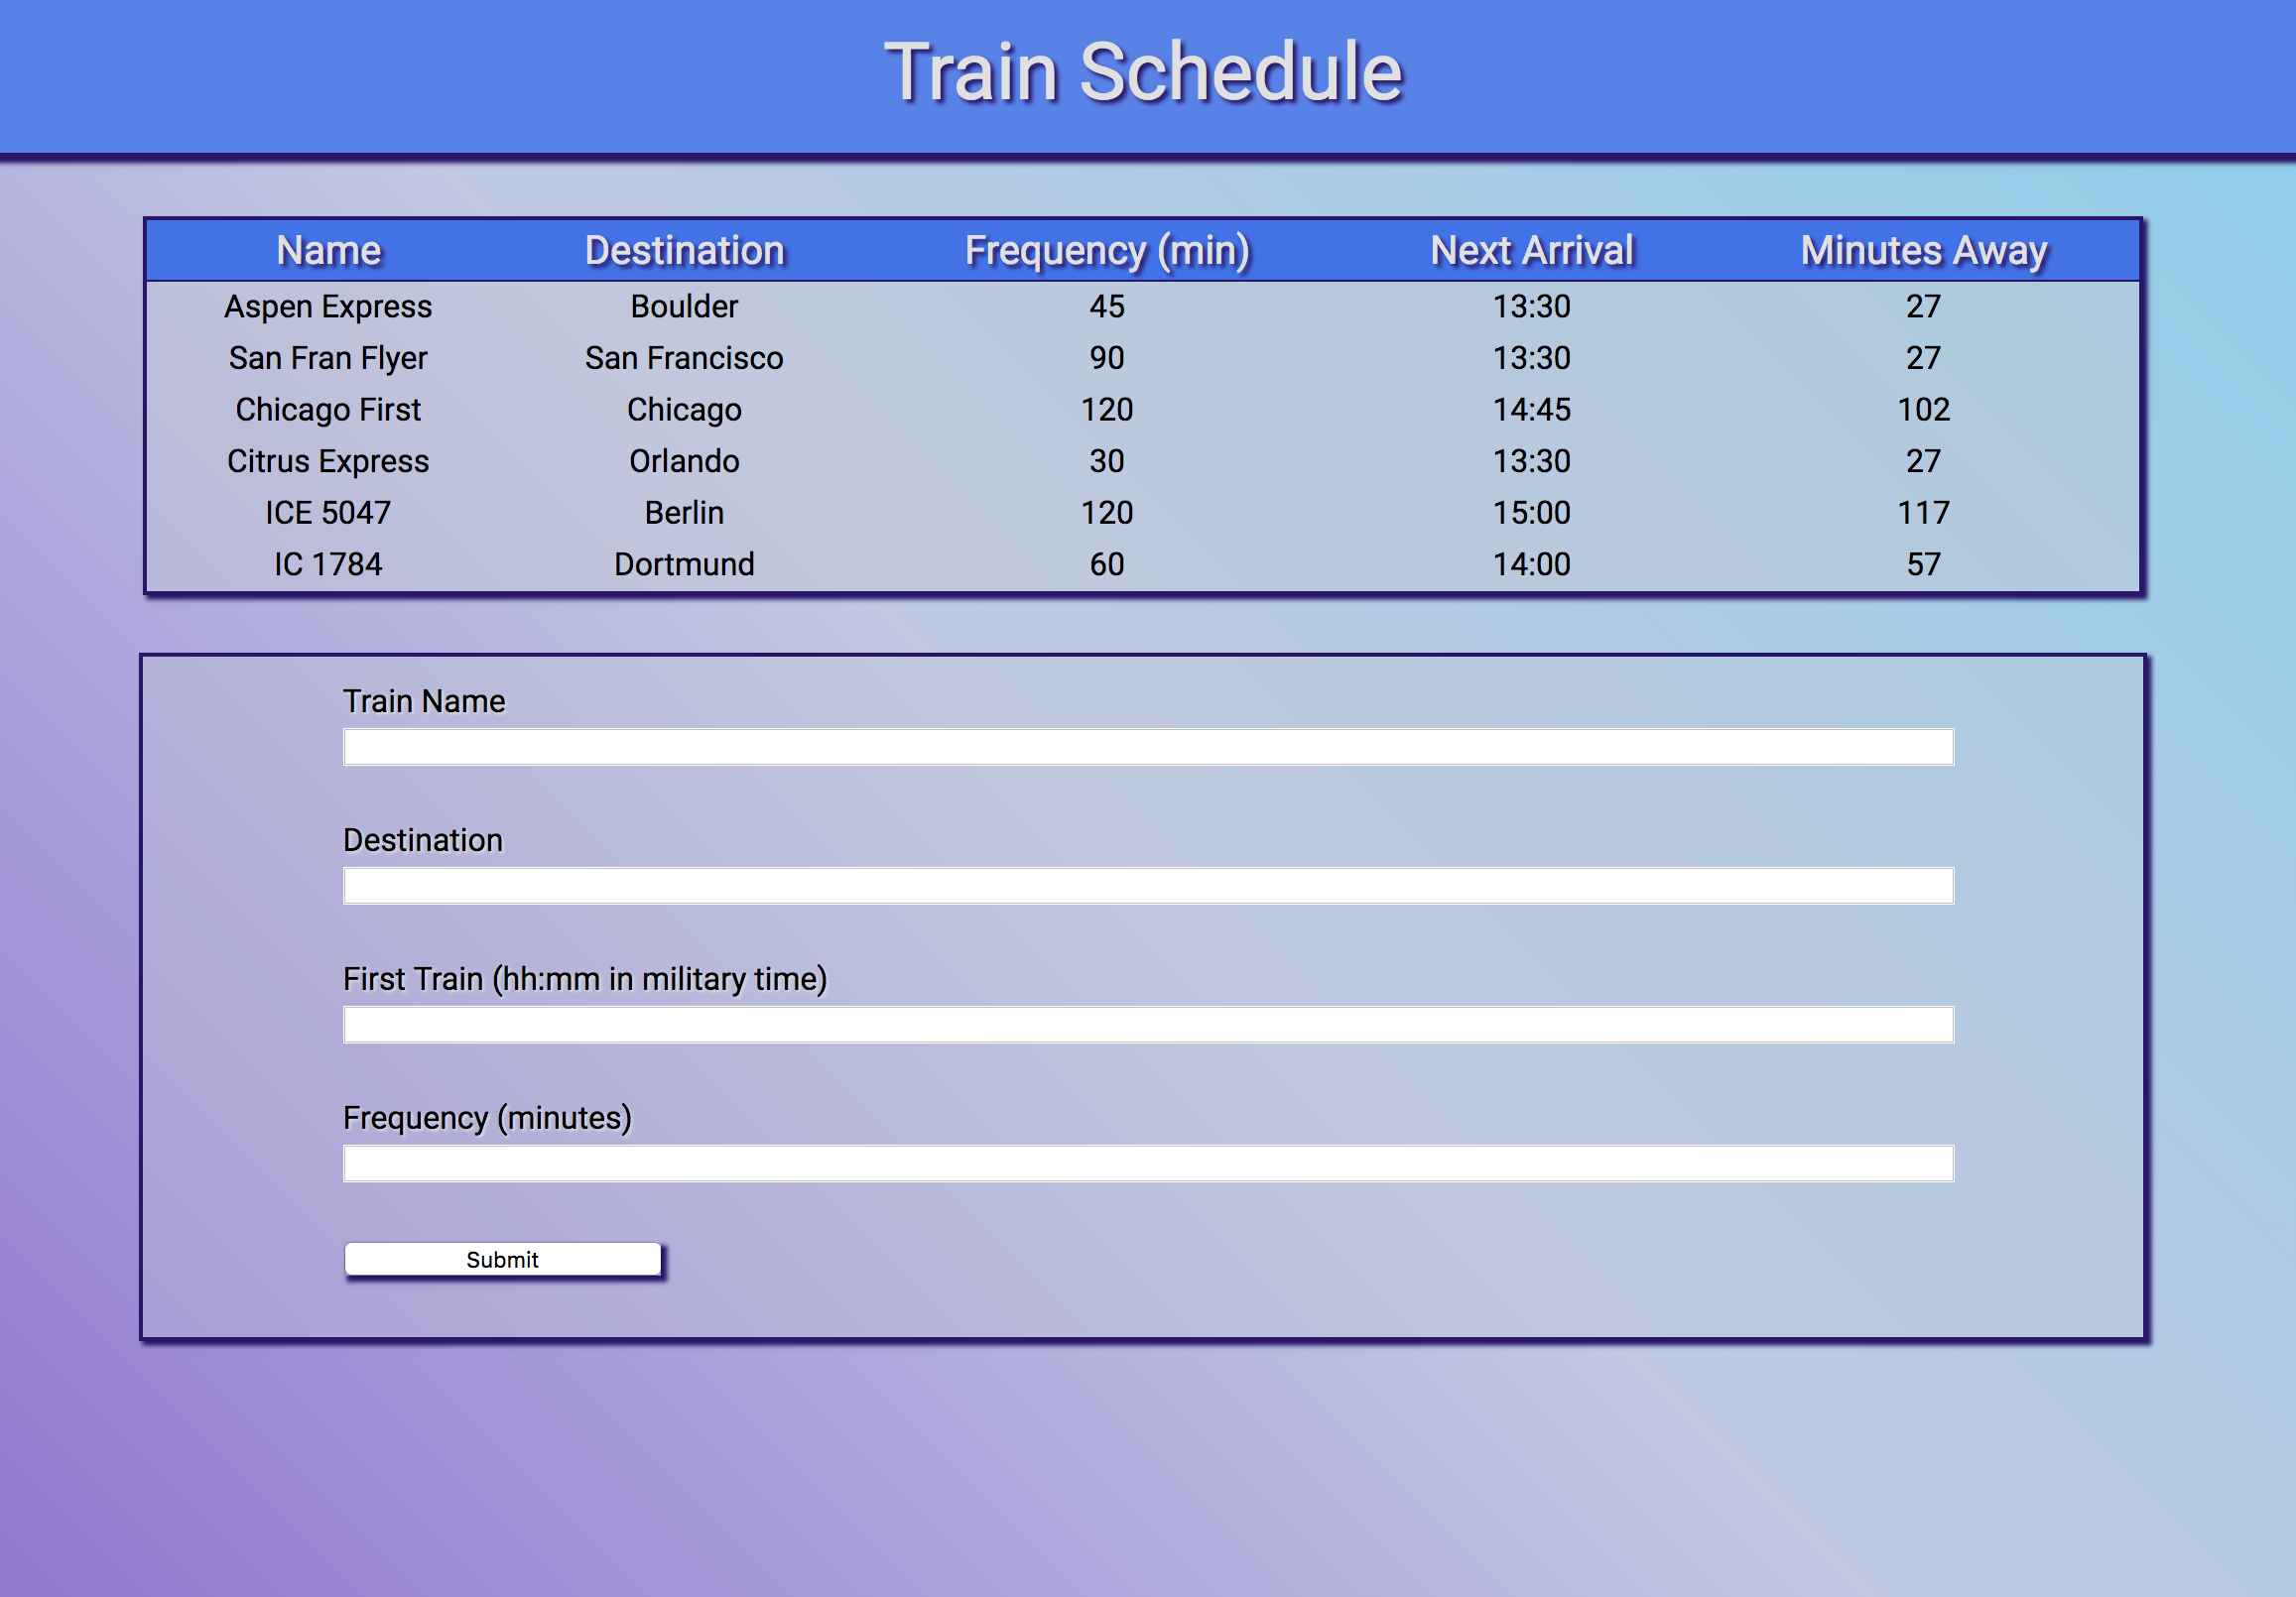 Train Schedule
Name Destination Frequency (min) Next Arrival Minutes Away
Aspen Express Boulder 45 13:30 27
San Fran Flyer San Francisco 90 13:30 27
Chicago First Chicago 120 14:45 102
Citrus Express Orlando 30 13:30 27
ICE 5047 Berlin 120 15:00 117
IC 1784 Dortmund 60 14:00 57
Train Name
Destination
First Train (hh:mm in military time)
Frequency (minutes)
Submit